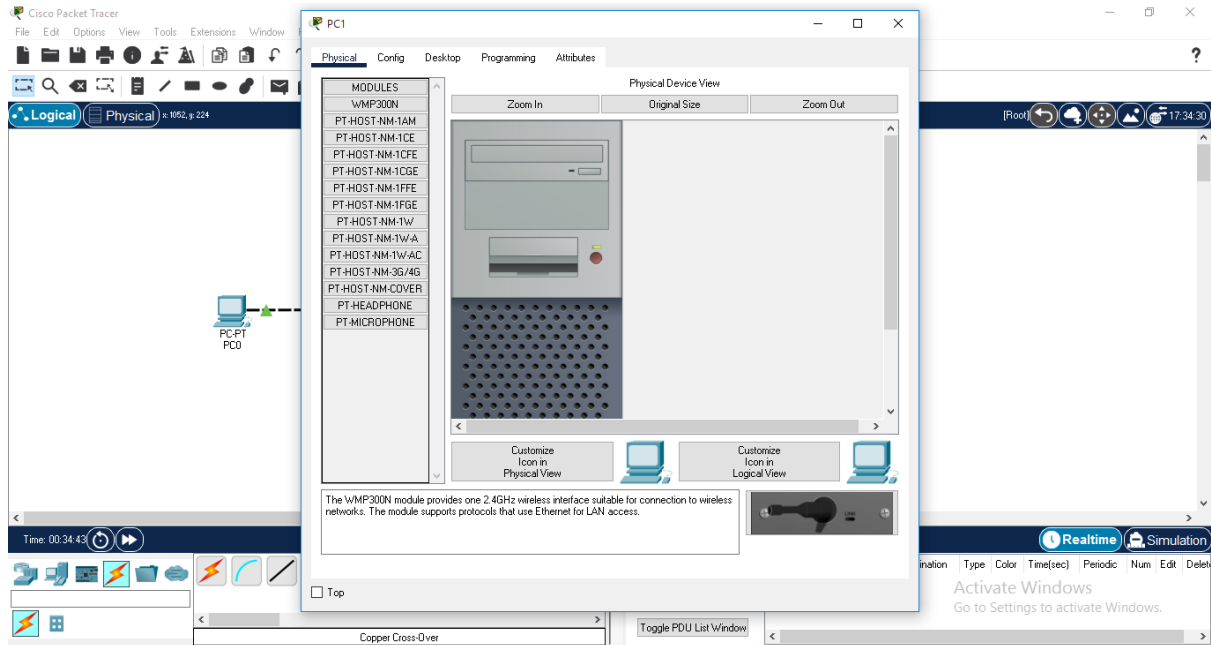 Cisco Packet Tracer
File Edit Options View Tools Extensions Window
?
Logical
Physical
x: 1052, y: 224
[Root]
17:34:30
PC-PT
PC0
PC1
Physical Config Desktop Programming Attributes
MODULES
WMP300N
PT-HOST-NM-1AM
PT-HOST-NM-1CE
PT-HOST-NM-1CFE
PT-HOST-NM-1CGE
PT-HOST-NM-1FFE
PT-HOST-NM-1FGE
PT-HOST-NM-1W
PT-HOST-NM-1W-A
PT-HOST-NM-1W-AC
PT-HOST-NM-3G/4G
PT-HOST-NM-COVER
PT-HEADPHONE
PT-MICROPHONE
Physical Device View
Zoom In Original Size Zoom Out
Customize
Icon in
Physical View
Customize
Icon in
Logical View
The WMP300N module provides one 2.4GHz wireless interface suitable for connection to wireless
networks. The module supports protocols that use Ethernet for LAN access.
LINK
Top
Time: 00:34:43
Realtime
Simulation
Copper Cross-Over
Toggle PDU List Window
ination Type Color Time(sec) Periodic Num Edit Delet
Activate Windows
Go to Settings to activate Windows.